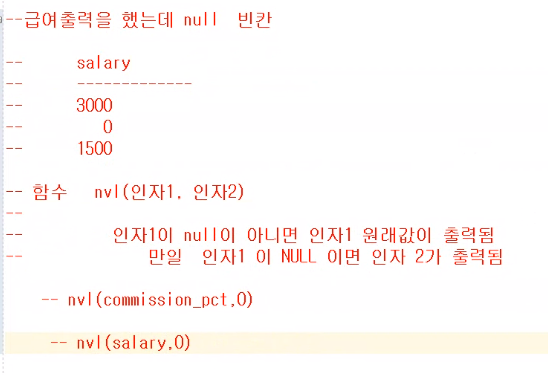 --급여출력을 했는데 null 빈칸
-- salary
-- -------------
-- 3000
-- 0
-- 1500
-- 함수 nvl(인자1, 인자2)
--
-- 인자1이 null이 아니면 인자1 원래값이 출력됨
-- 만일 인자1 이 NULL 이면 인자 2가 출력됨
-- nvl(commission_pct,0)
-- nvl(salary,0)